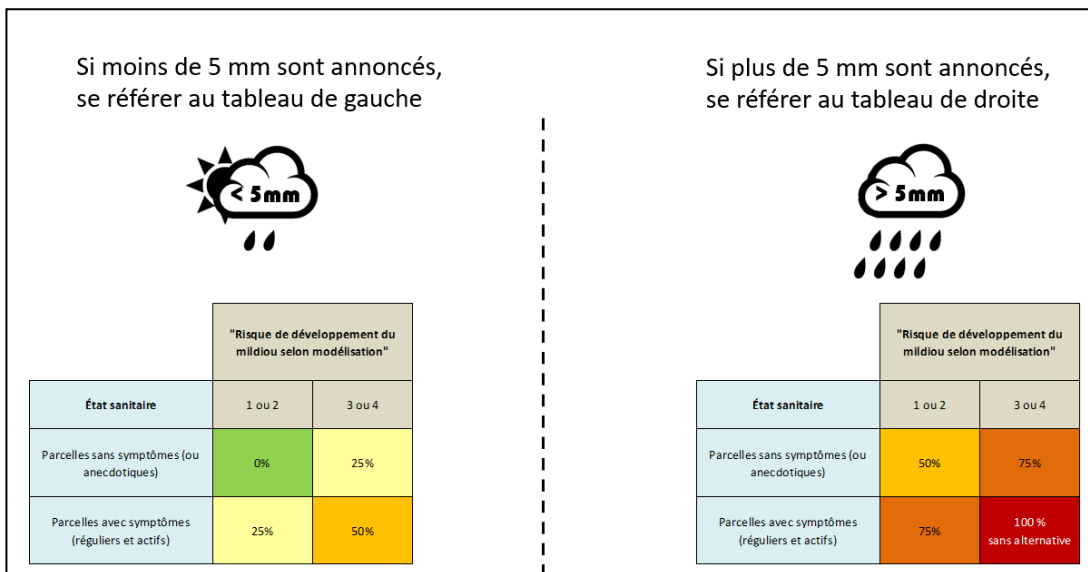 Si moins de 5 mm sont annoncés,
se référer au tableau de gauche
< 5mm
"Risque de développement du
mildiou selon modélisation"
État sanitaire
1 ou 2
3 ou 4
Parcelles sans symptômes (ou
anecdotiques)
0%
25%
Parcelles avec symptômes
(réguliers et actifs)
25%
50%
Si plus de 5 mm sont annoncés,
se référer au tableau de droite
> 5mm
"Risque de développement du
mildiou selon modélisation"
État sanitaire
1 ou 2
3 ou 4
Parcelles sans symptômes (ou
anecdotiques)
50%
75%
Parcelles avec symptômes
(réguliers et actifs)
75%
100 %
sans alternative